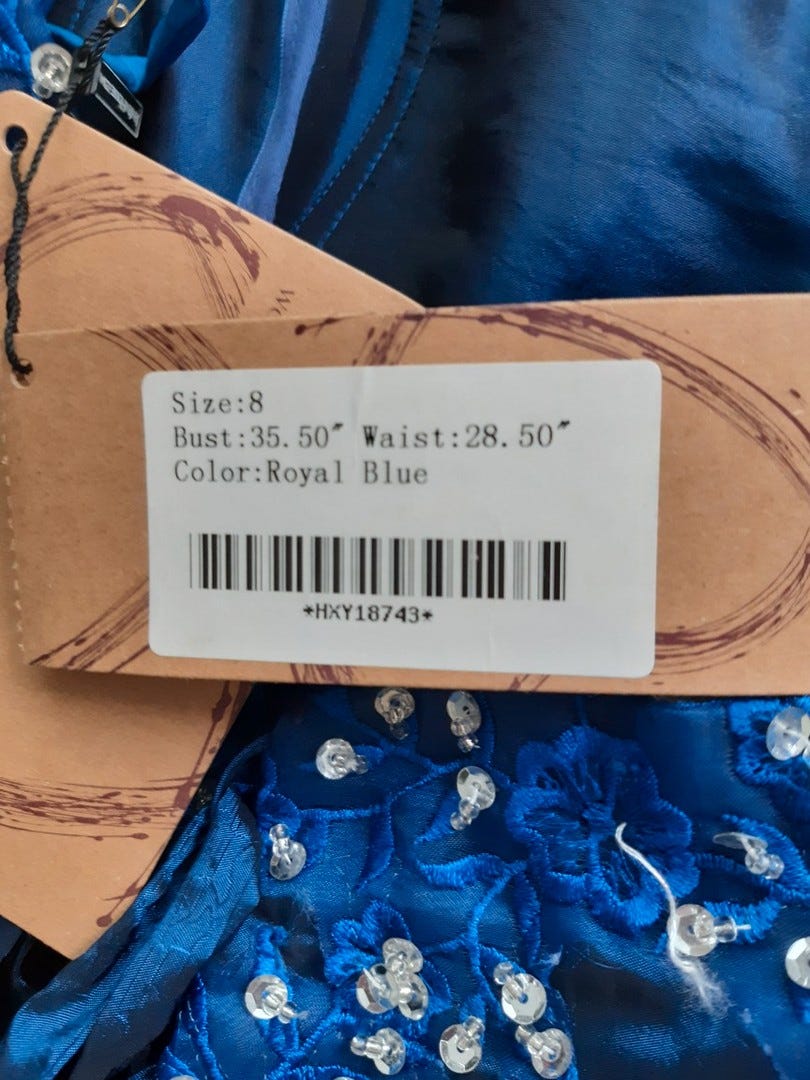 Size:8
Bust:35.50" Waist:28.50"
Color:Royal Blue
*HXY18743*